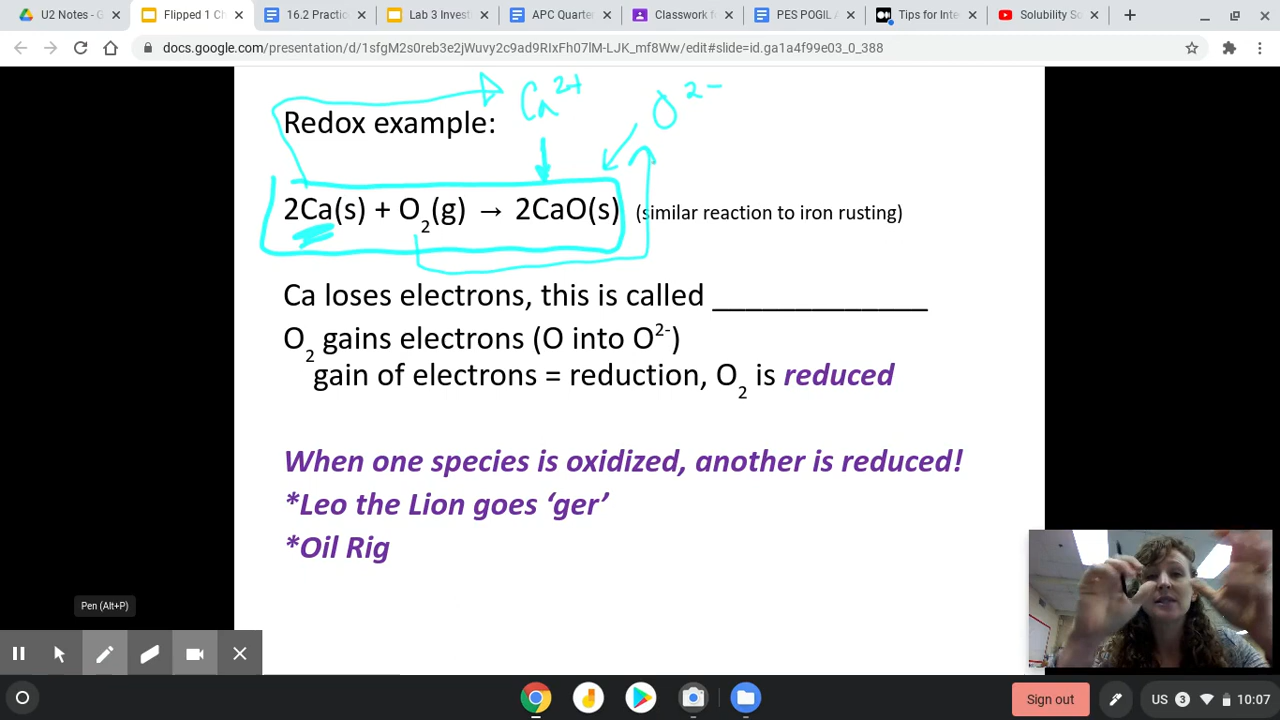 U2 Notes - G
Flipped 1 Ch
16.2 Practic
Lab 3 Invest
APC Quarter
Classwork f
PES POGIL A
Tips for Inte
Solubility Se
docs.google.com/presentation/d/1sfgM2s0reb3e2jWuvy2c9ad9RIxFh07lM-LJK_mf8Ww/edit#slide=id.ga1a4f99e03_0_388
Ca2+ O2-
Redox example:
2Ca(s) + O2(g) → 2CaO(s) (similar reaction to iron rusting)
Ca loses electrons, this is called ______________
O2 gains electrons (O into O2-)
gain of electrons = reduction, O2 is reduced
When one species is oxidized, another is reduced!
*Leo the Lion goes ‘ger’
*Oil Rig
Pen (Alt+P)
Sign out
US 3 10:07